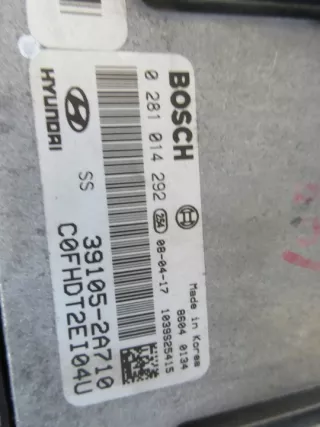 BOSCH
0 281 014 292
254
08-04-17
Made in Korea
8604 0134
1039S25415
HYUNDAI
SS
39105-2A710
C0FHDT2EI04U